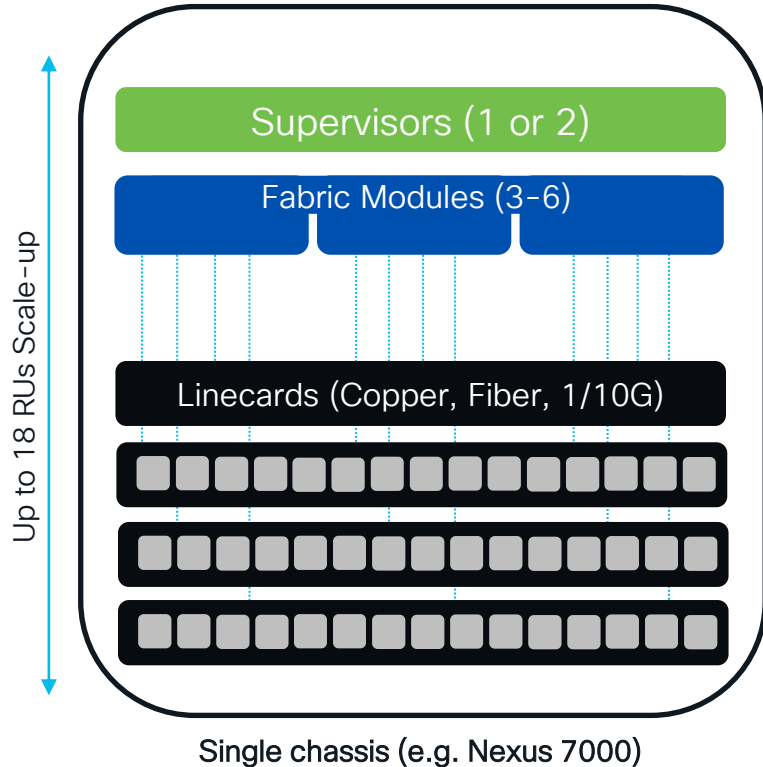 Supervisors (1 or 2)
Fabric Modules (3-6)
Up to 18 RUs Scale-up
Linecards (Copper, Fiber, 1/10G)
Single chassis (e.g. Nexus 7000)